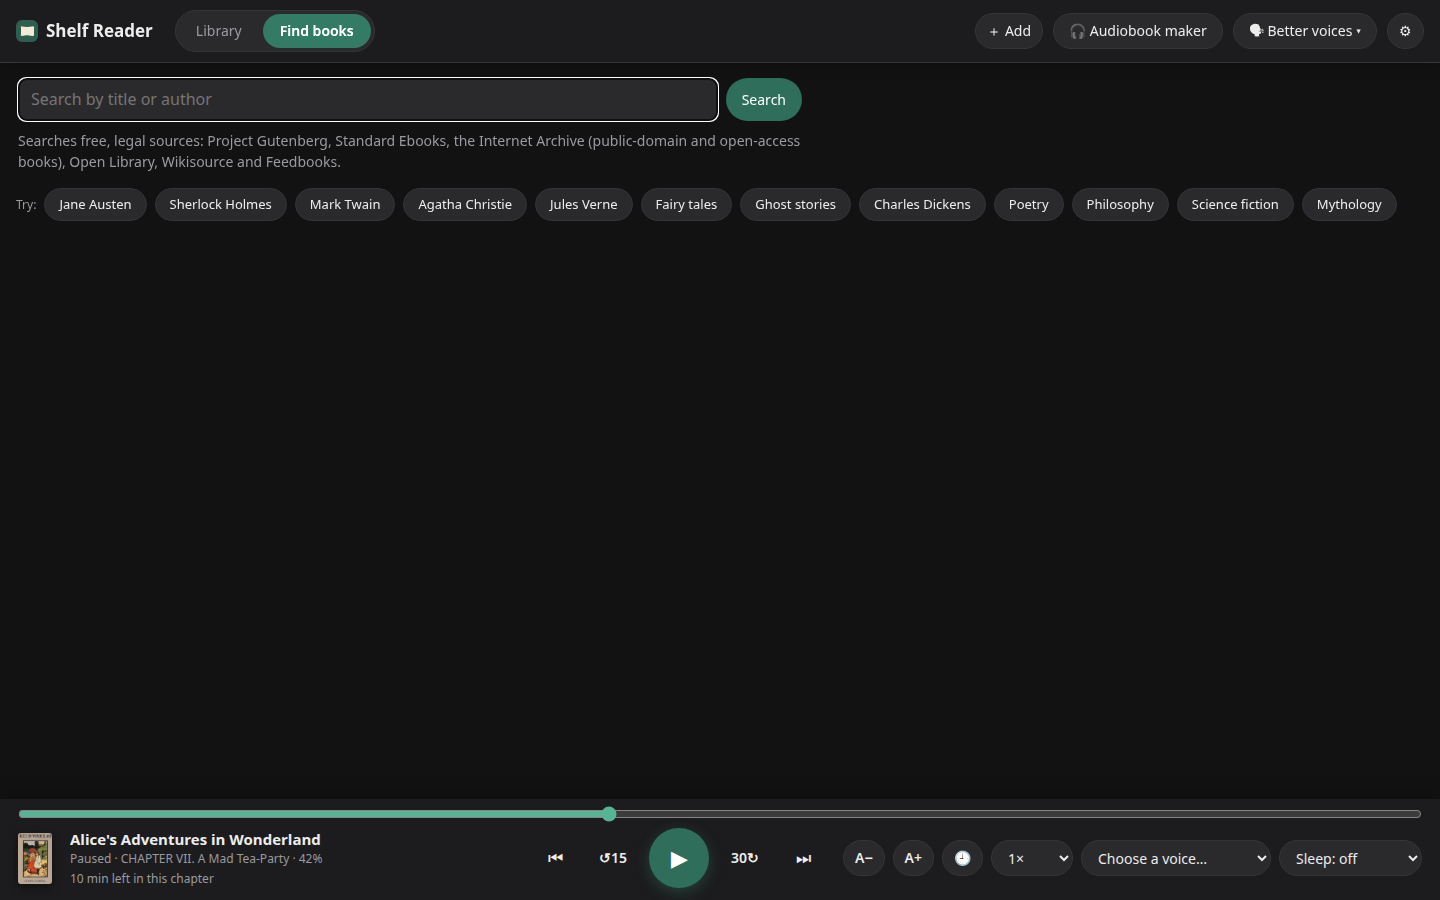 Shelf Reader
Library
Find books
+ Add
Audiobook maker
Better voices ▾
Search by title or author
Search
Searches free, legal sources: Project Gutenberg, Standard Ebooks, the Internet Archive (public-domain and open-access
books), Open Library, Wikisource and Feedbooks.
Try:
Jane Austen
Sherlock Holmes
Mark Twain
Agatha Christie
Jules Verne
Fairy tales
Ghost stories
Charles Dickens
Poetry
Philosophy
Science fiction
Mythology
Alice's Adventures in Wonderland
Paused · CHAPTER VII. A Mad Tea-Party · 42%
10 min left in this chapter
↺15
30↻
A−
A+
1×
Choose a voice...
Sleep: off